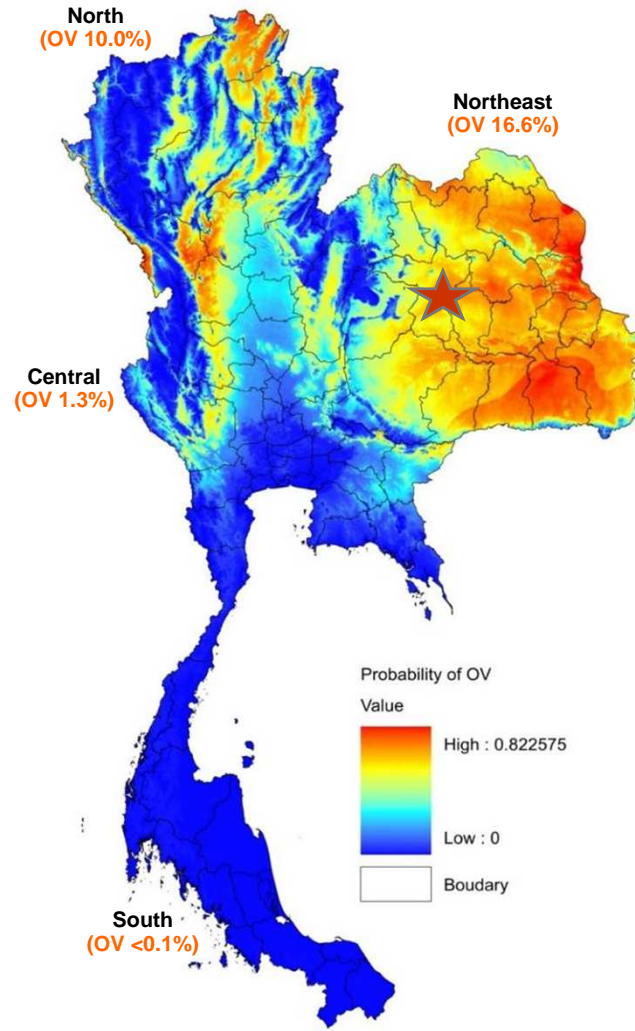 North
(OV 10.0%)
Northeast
(OV 16.6%)
Central
(OV 1.3%)
Probability of OV
Value
High : 0.822575
Low : 0
Boudary
South
(OV <0.1%)